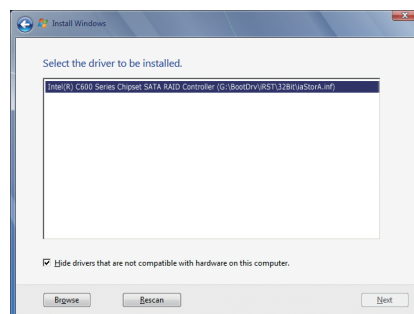 Install Windows
Select the driver to be installed.
Intel(R) C600 Series Chipset SATA RAID Controller (G:\BootDrv\iRST\32Bit\iaStorA.inf)
Hide drivers that are not compatible with hardware on this computer.
Browse Rescan Next